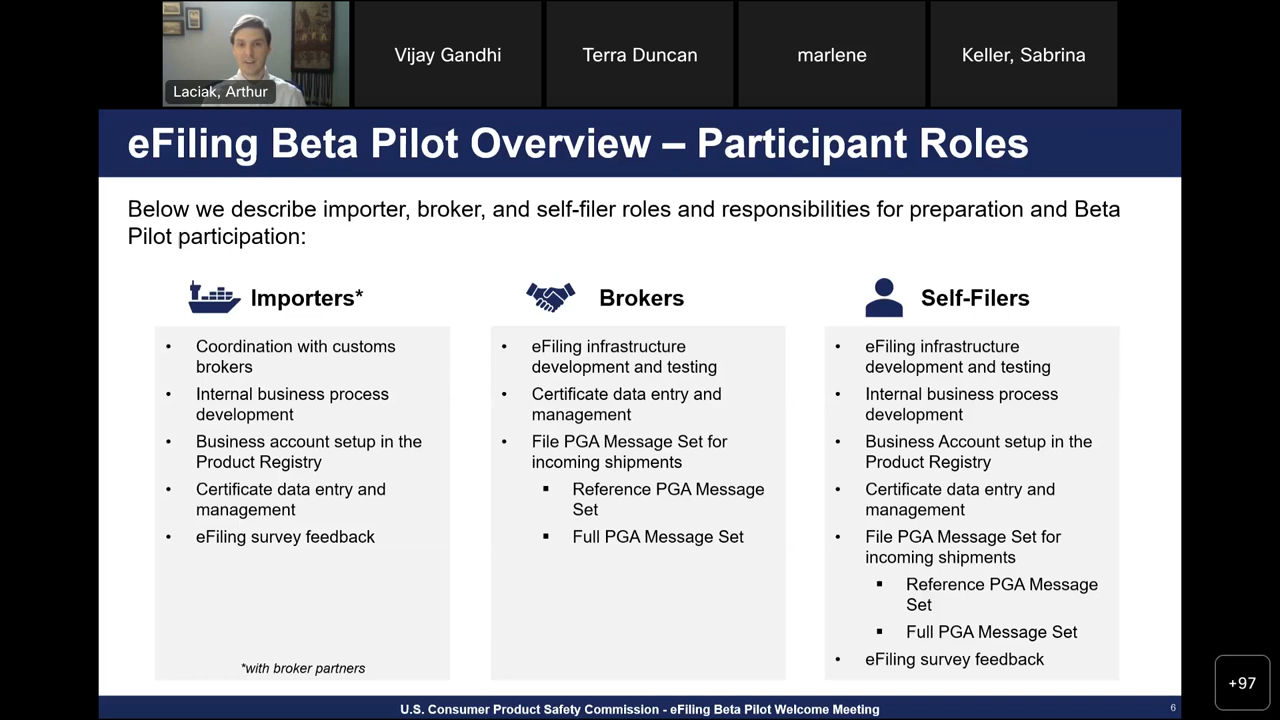 Laciak, Arthur
Vijay Gandhi
Terra Duncan
marlene
Keller, Sabrina
eFiling Beta Pilot Overview – Participant Roles
Below we describe importer, broker, and self-filer roles and responsibilities for preparation and Beta
Pilot participation:
Importers*
• Coordination with customs
brokers
• Internal business process
development
• Business account setup in the
Product Registry
• Certificate data entry and
management
• eFiling survey feedback
*with broker partners
Brokers
• eFiling infrastructure
development and testing
• Certificate data entry and
management
• File PGA Message Set for
incoming shipments
▪ Reference PGA Message
Set
▪ Full PGA Message Set
Self-Filers
• eFiling infrastructure
development and testing
• Internal business process
development
• Business Account setup in the
Product Registry
• Certificate data entry and
management
• File PGA Message Set for
incoming shipments
▪ Reference PGA Message
Set
▪ Full PGA Message Set
• eFiling survey feedback
+97
U.S. Consumer Product Safety Commission - eFiling Beta Pilot Welcome Meeting
6